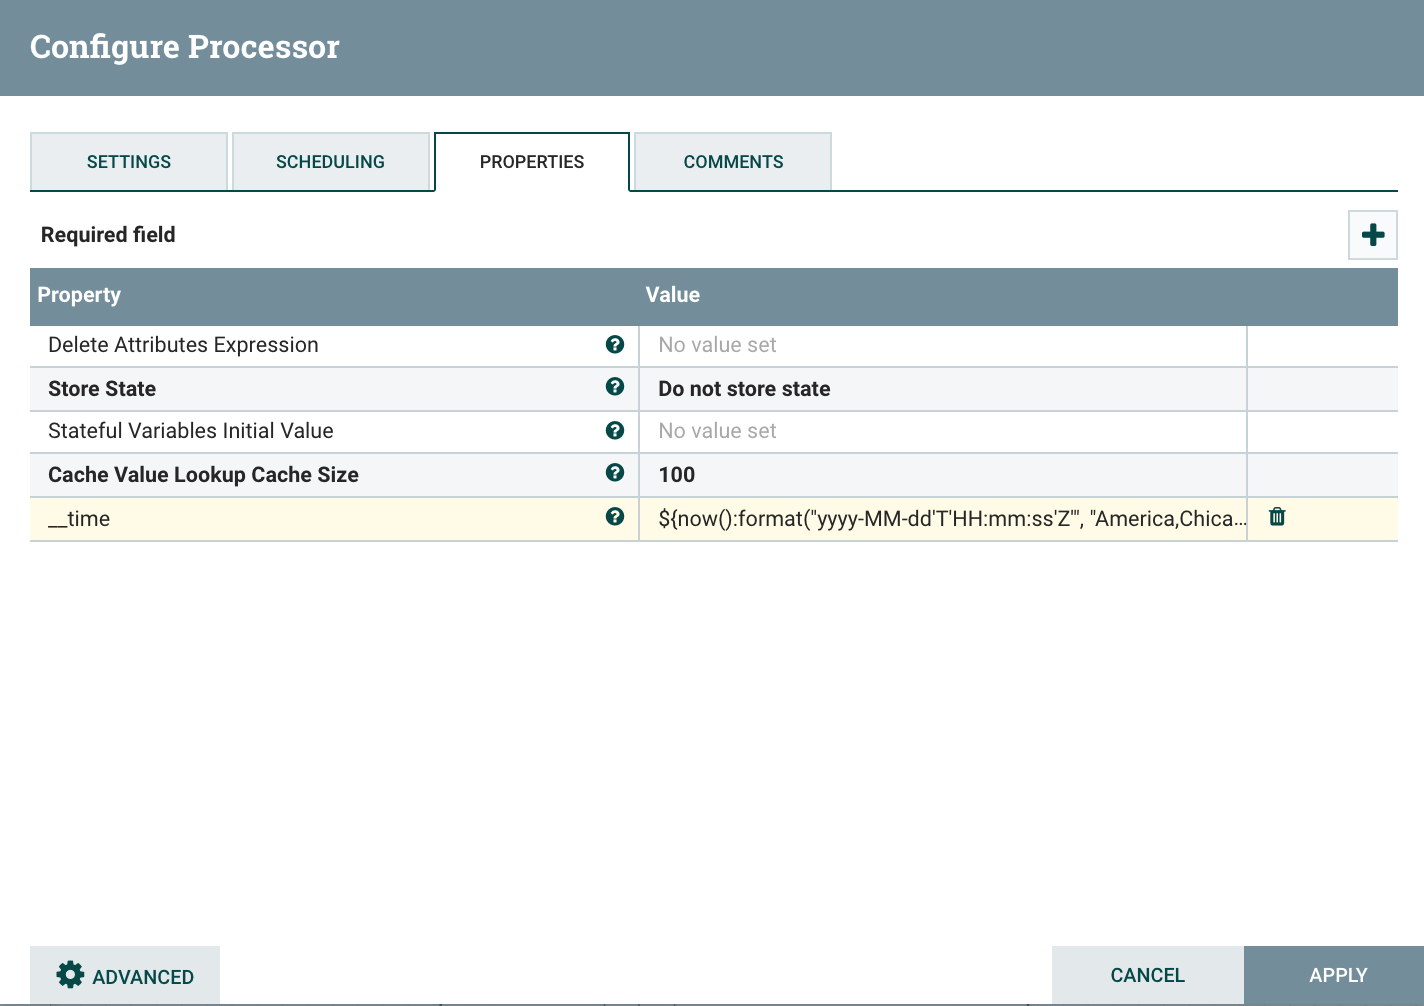 Configure Processor
SETTINGS SCHEDULING PROPERTIES COMMENTS
Required field
Property Value
Delete Attributes Expression No value set
Store State Do not store state
Stateful Variables Initial Value No value set
Cache Value Lookup Cache Size 100
__time ${now():format("yyyy-MM-dd'T'HH:mm:ss'Z'", "America,Chica...
ADVANCED CANCEL APPLY